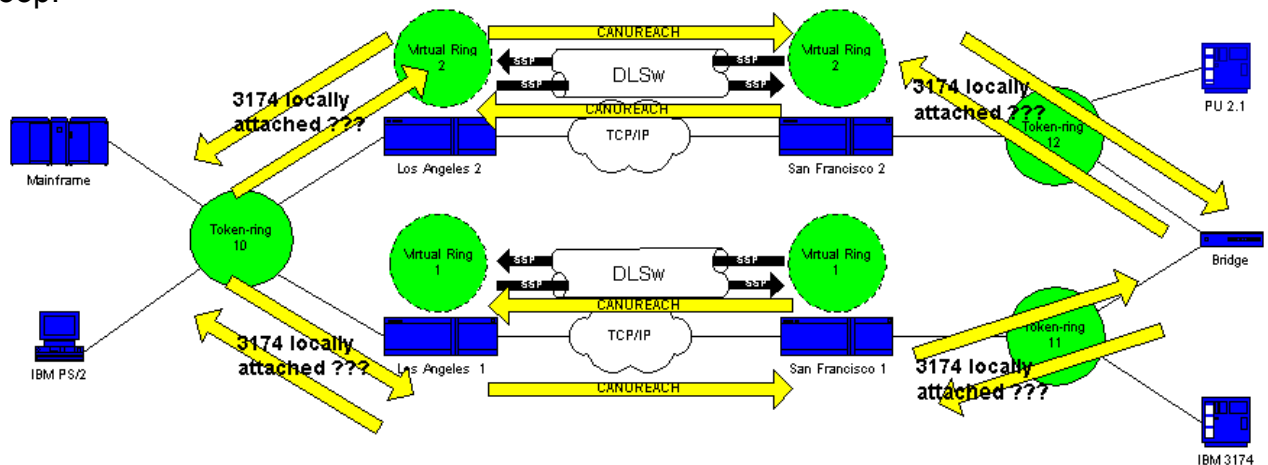 CANUREACH
Virtual Ring
2
SSP
SSP
DLSw
SSP
SSP
Virtual Ring
2
CANUREACH
3174 locally
attached ???
3174 locally
attached ???
PU 2.1
Mainframe
Los Angeles 2
TCP/IP
San Francisco 2
Token-ring
12
Token-ring
10
Virtual Ring
1
SSP
SSP
DLSw
SSP
SSP
Virtual Ring
1
CANUREACH
Bridge
IBM PS/2
3174 locally
attached ???
Los Angeles 1
TCP/IP
San Francisco 1
Token-ring
11
3174 locally
attached ???
CANUREACH
IBM 3174